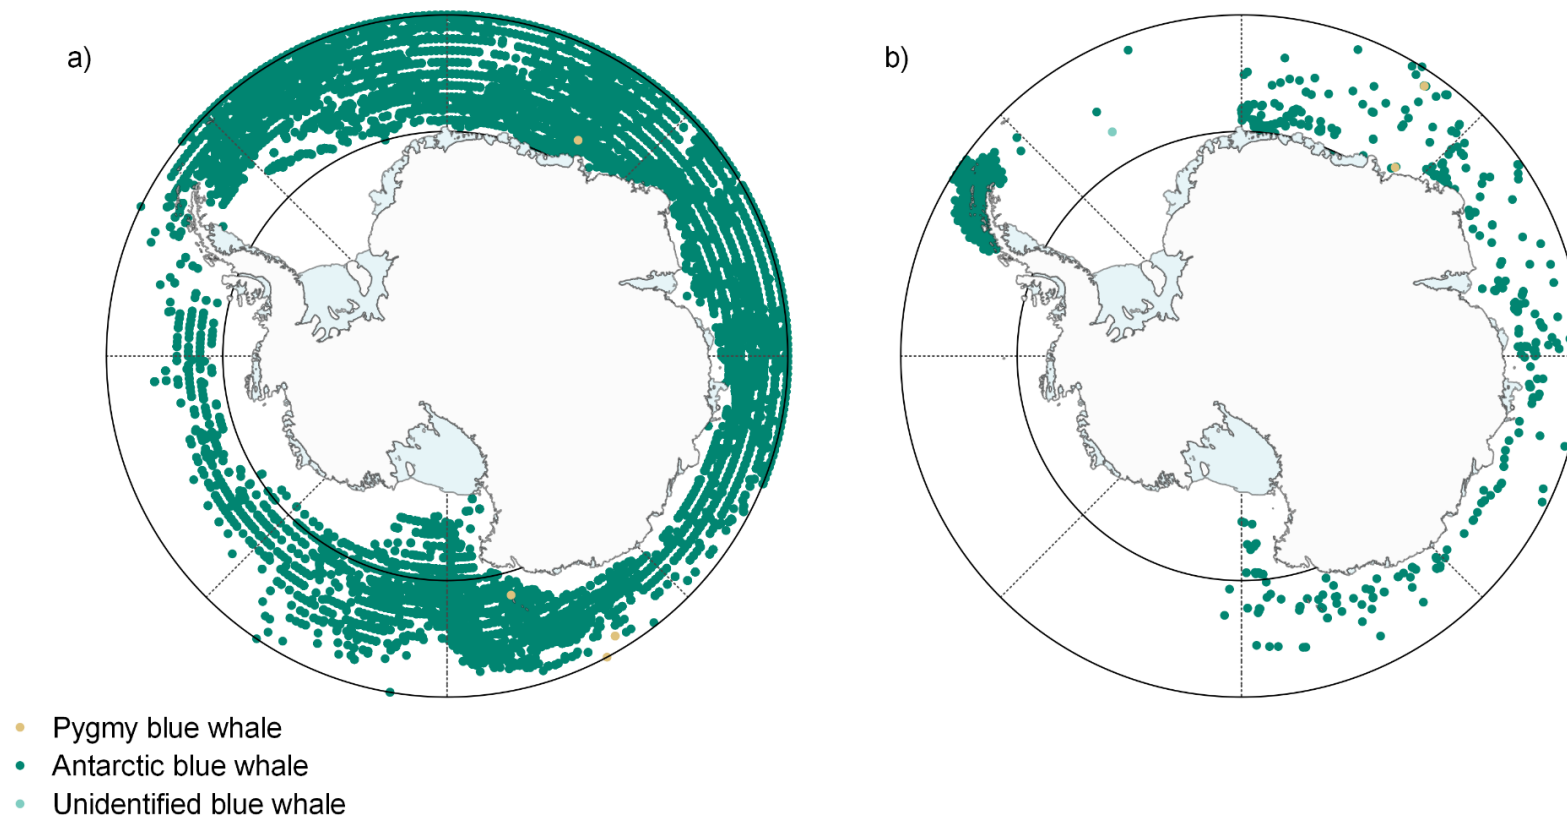 a)
b)
Pygmy blue whale
Antarctic blue whale
Unidentified blue whale